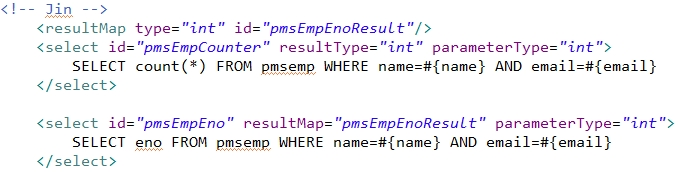 <!-- Jin -->
<resultMap type="int" id="pmsEmpEnoResult"/>
<select id="pmsEmpCounter" resultType="int" parameterType="int">
SELECT count(*) FROM pmsemp WHERE name=#{name} AND email=#{email}
</select>
<select id="pmsEmpEno" resultMap="pmsEmpEnoResult" parameterType="int">
SELECT eno FROM pmsemp WHERE name=#{name} AND email=#{email}
</select>